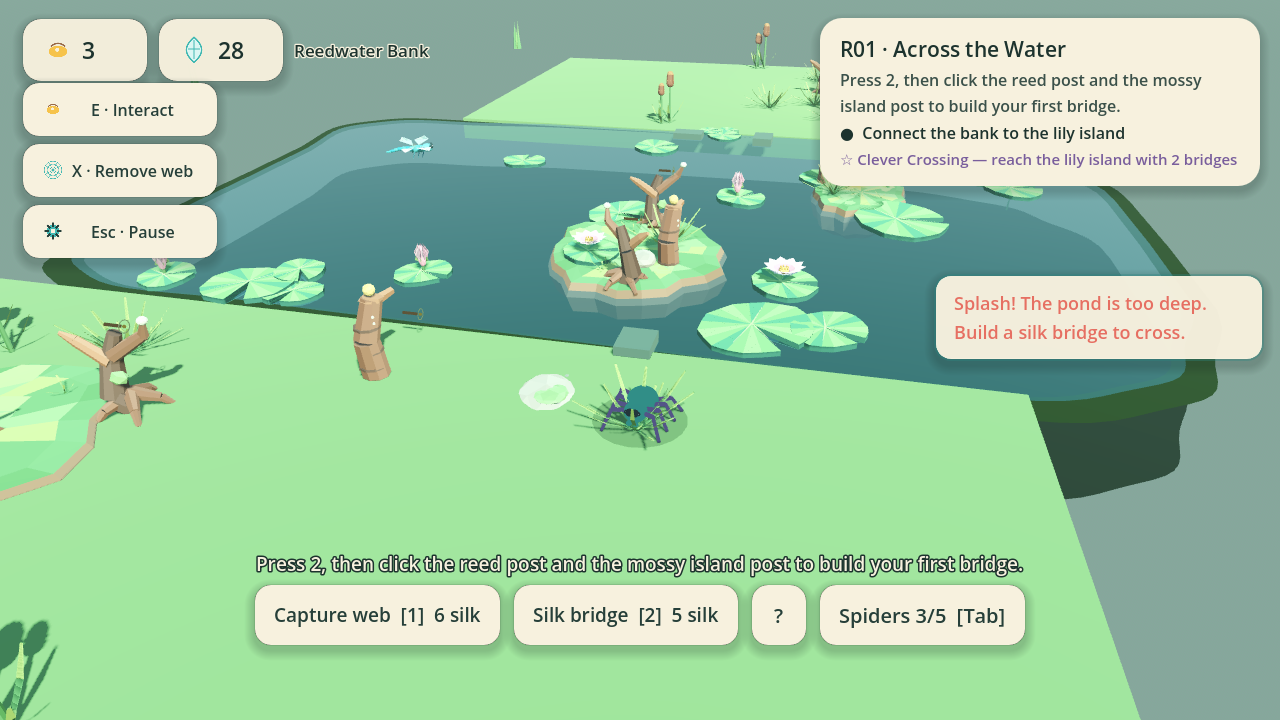 3
28
Reedwater Bank
E · Interact
X · Remove web
Esc · Pause
R01 · Across the Water
Press 2, then click the reed post and the mossy
island post to build your first bridge.
● Connect the bank to the lily island
☆ Clever Crossing — reach the lily island with 2 bridges
Splash! The pond is too deep.
Build a silk bridge to cross.
Press 2, then click the reed post and the mossy island post to build your first bridge.
Capture web [1] 6 silk
Silk bridge [2] 5 silk
?
Spiders 3/5 [Tab]